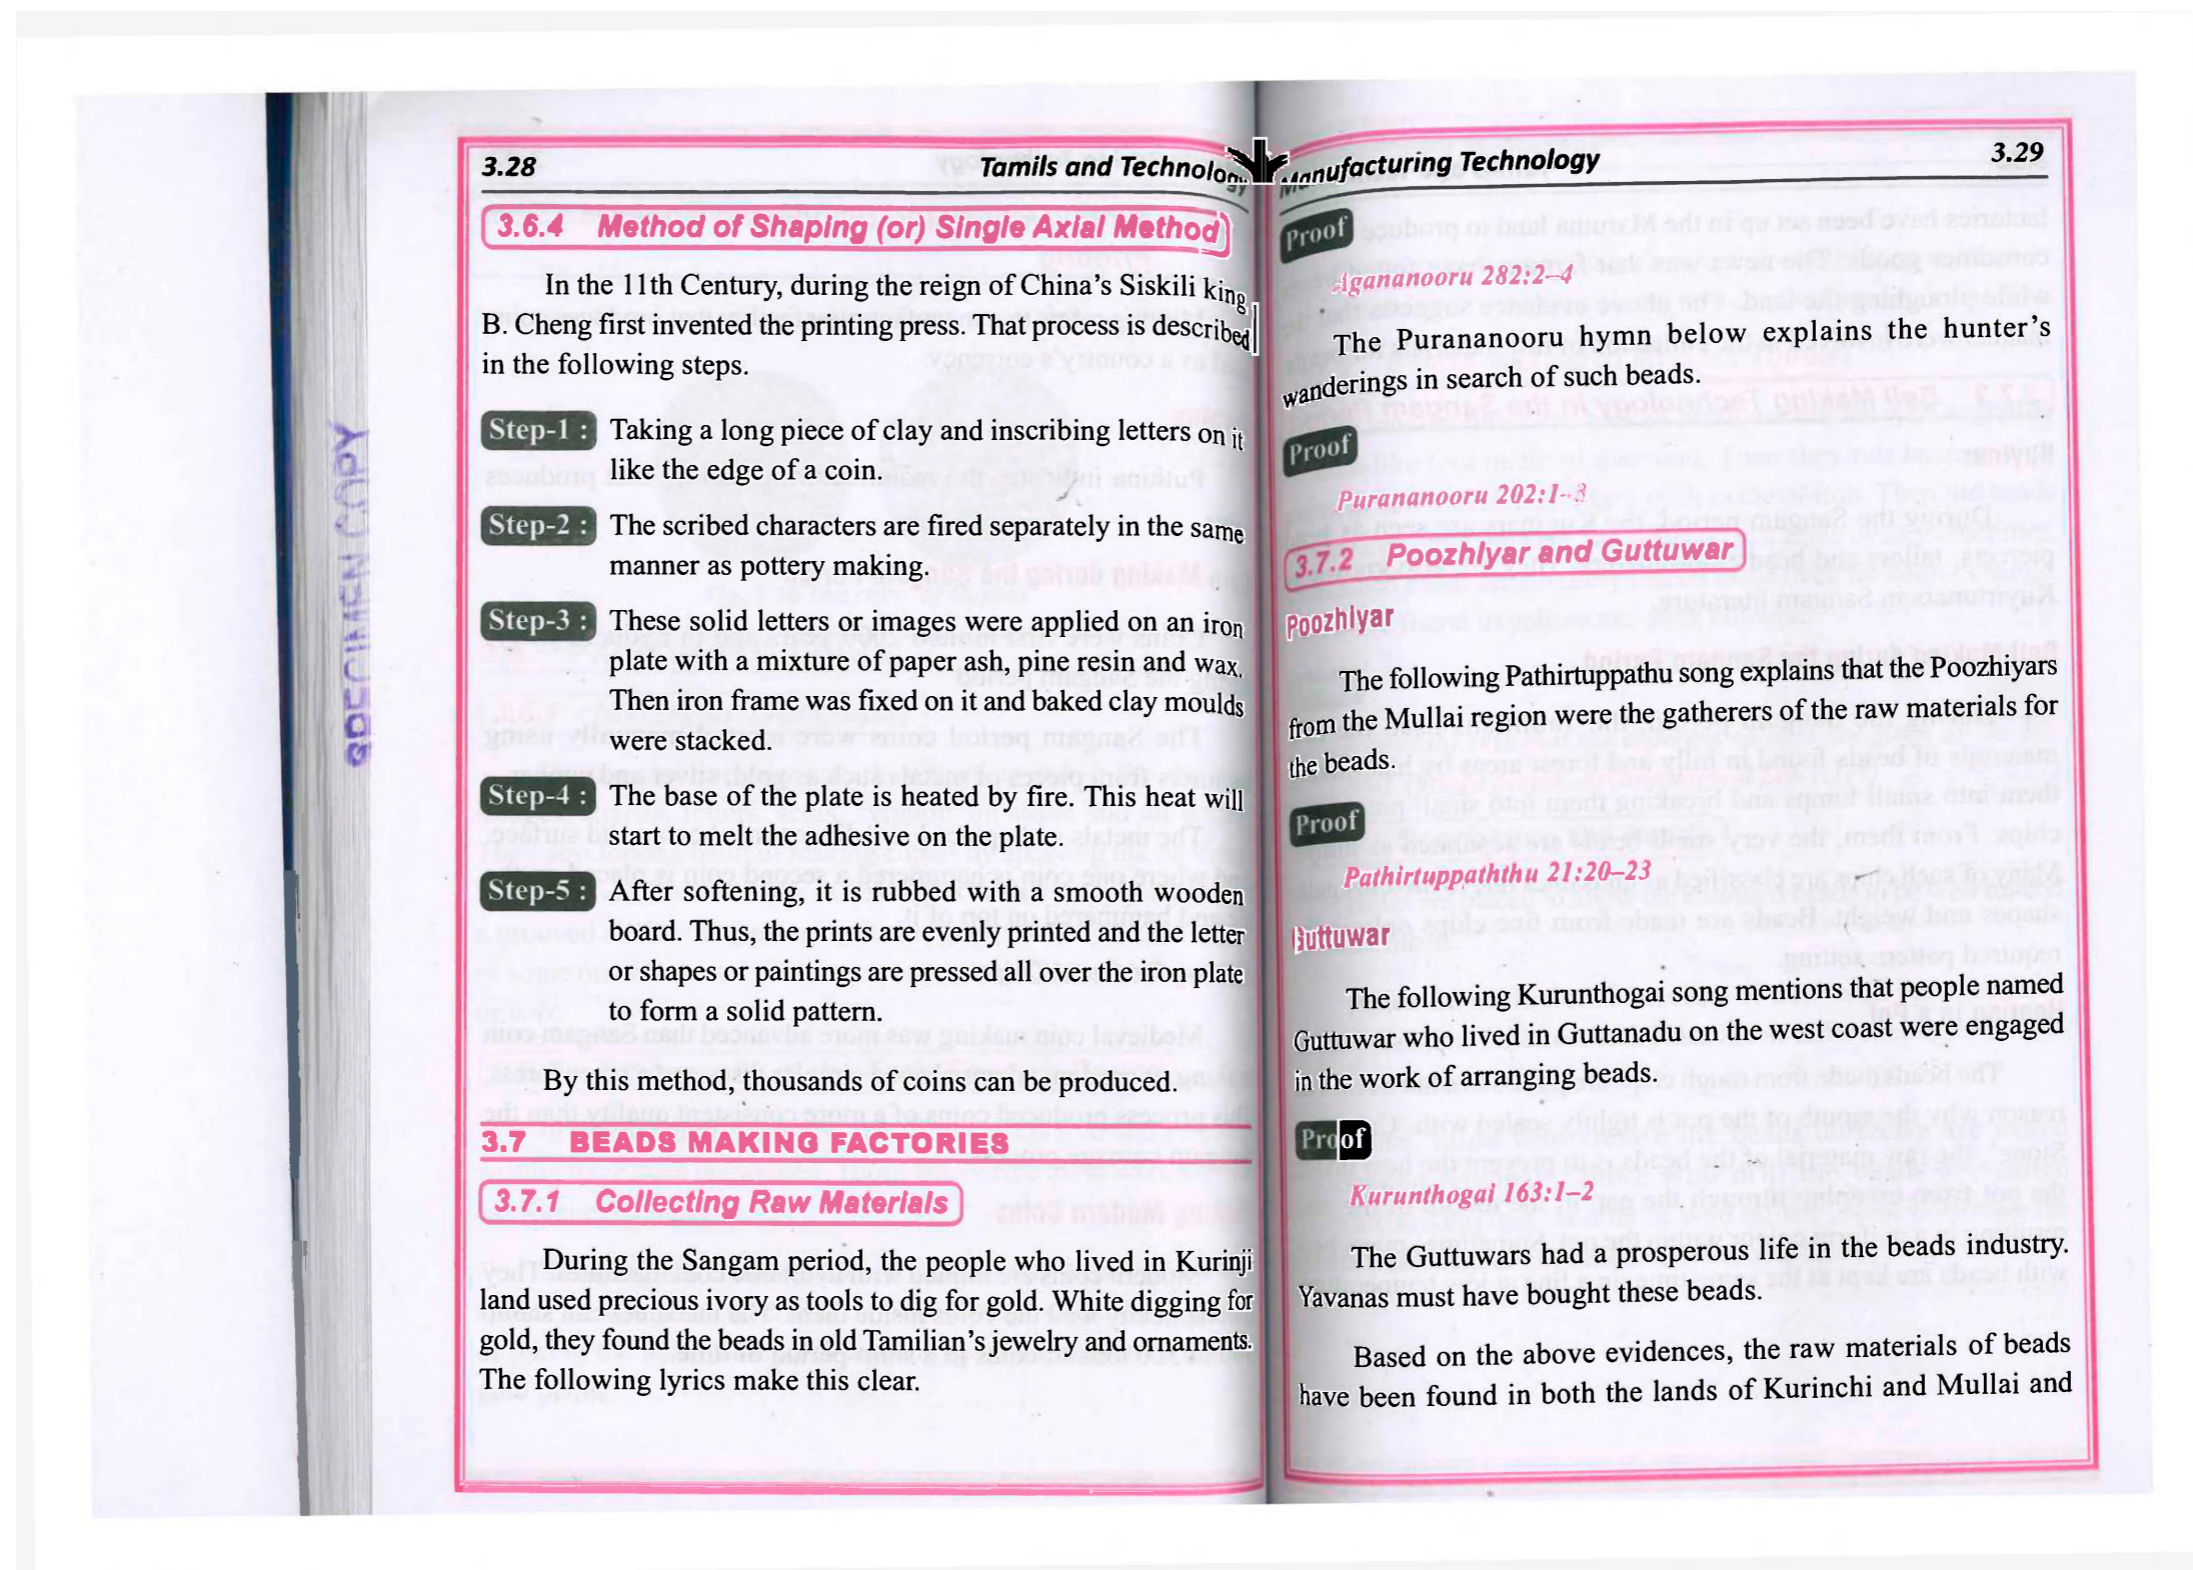 3.28 Tamils and Technology
3.6.4 Method of Shaping (or) Single Axial Method
In the 11th Century, during the reign of China's Siskili king
B. Cheng first invented the printing press. That process is described
in the following steps.
Step-1 : Taking a long piece of clay and inscribing letters on it
like the edge of a coin.
Step-2 : The scribed characters are fired separately in the same
manner as pottery making.
Step-3 : These solid letters or images were applied on an iron
plate with a mixture of paper ash, pine resin and wax.
Then iron frame was fixed on it and baked clay moulds
were stacked.
Step-4 : The base of the plate is heated by fire. This heat will
start to melt the adhesive on the plate.
Step-5 : After softening, it is rubbed with a smooth wooden
board. Thus, the prints are evenly printed and the letter
or shapes or paintings are pressed all over the iron plate
to form a solid pattern.
By this method, thousands of coins can be produced.
3.7 BEADS MAKING FACTORIES
3.7.1 Collecting Raw Materials
During the Sangam period, the people who lived in Kurinji
land used precious ivory as tools to dig for gold. White digging for
gold, they found the beads in old Tamilian's jewelry and ornaments.
The following lyrics make this clear.
SPECIMEN COPY
Manufacturing Technology 3.29
Proof
Agananooru 282:2–4
The Purananooru hymn below explains the hunter's
wanderings in search of such beads.
Proof
Purananooru 202:1–3
3.7.2 Poozhiyar and Guttuwar
Poozhiyar
The following Pathirtuppathu song explains that the Poozhiyars
from the Mullai region were the gatherers of the raw materials for
the beads.
Proof
Pathirtuppaththu 21:20–23
Guttuwar
The following Kurunthogai song mentions that people named
Guttuwar who lived in Guttanadu on the west coast were engaged
in the work of arranging beads.
Proof
Kurunthogai 163:1–2
The Guttuwars had a prosperous life in the beads industry.
Yavanas must have bought these beads.
Based on the above evidences, the raw materials of beads
have been found in both the lands of Kurinchi and Mullai and